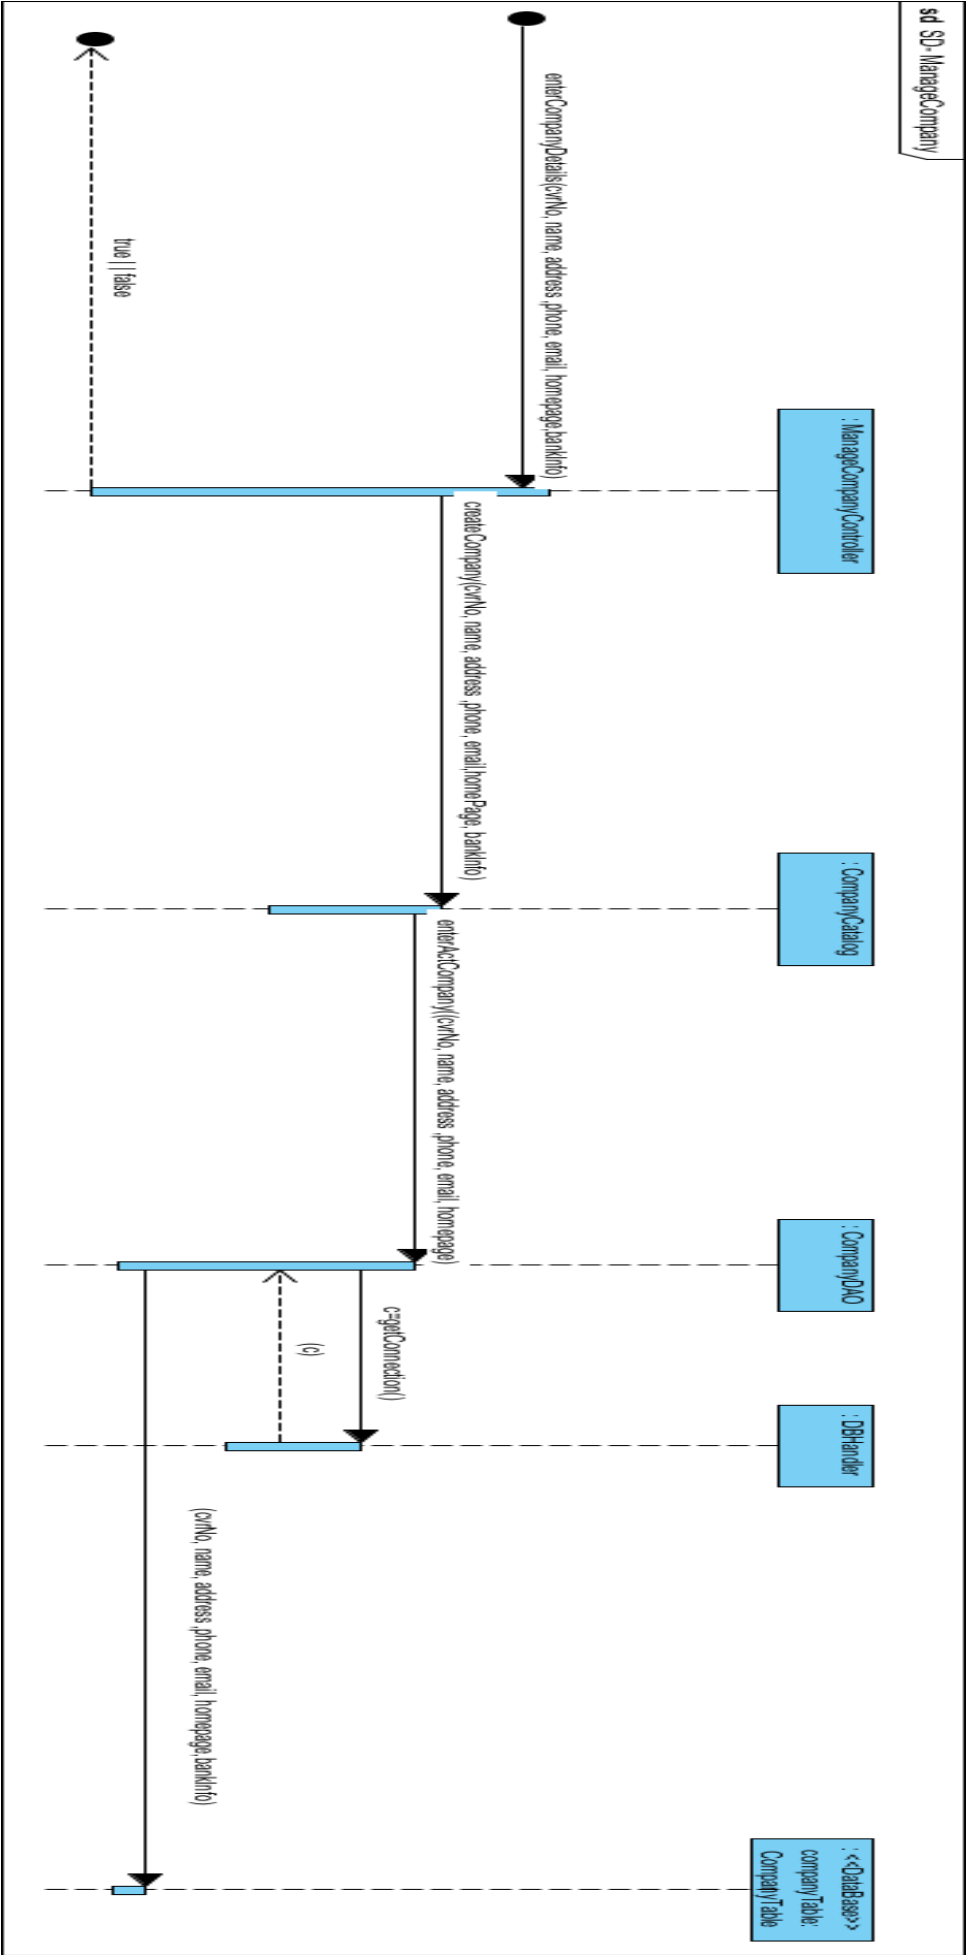 sd SD- ManageCompany
: ManageCompanyController
: CompanyCatalog
: CompanyDAO
: DBHandler
: <<DataBase>>
companyTable:
CompanyTable
enterCompanyDetails(cvrNo, name, address ,phone, email, homepage,bankInfo)
createCompany(cvrNo, name, address ,phone, email,homePage, bankInfo)
enterActCompany((cvrNo, name, address ,phone, email, homepage)
c=getConnection()
(c)
(cvrNo, name, address ,phone, email, homepage,bankInfo)
true || false